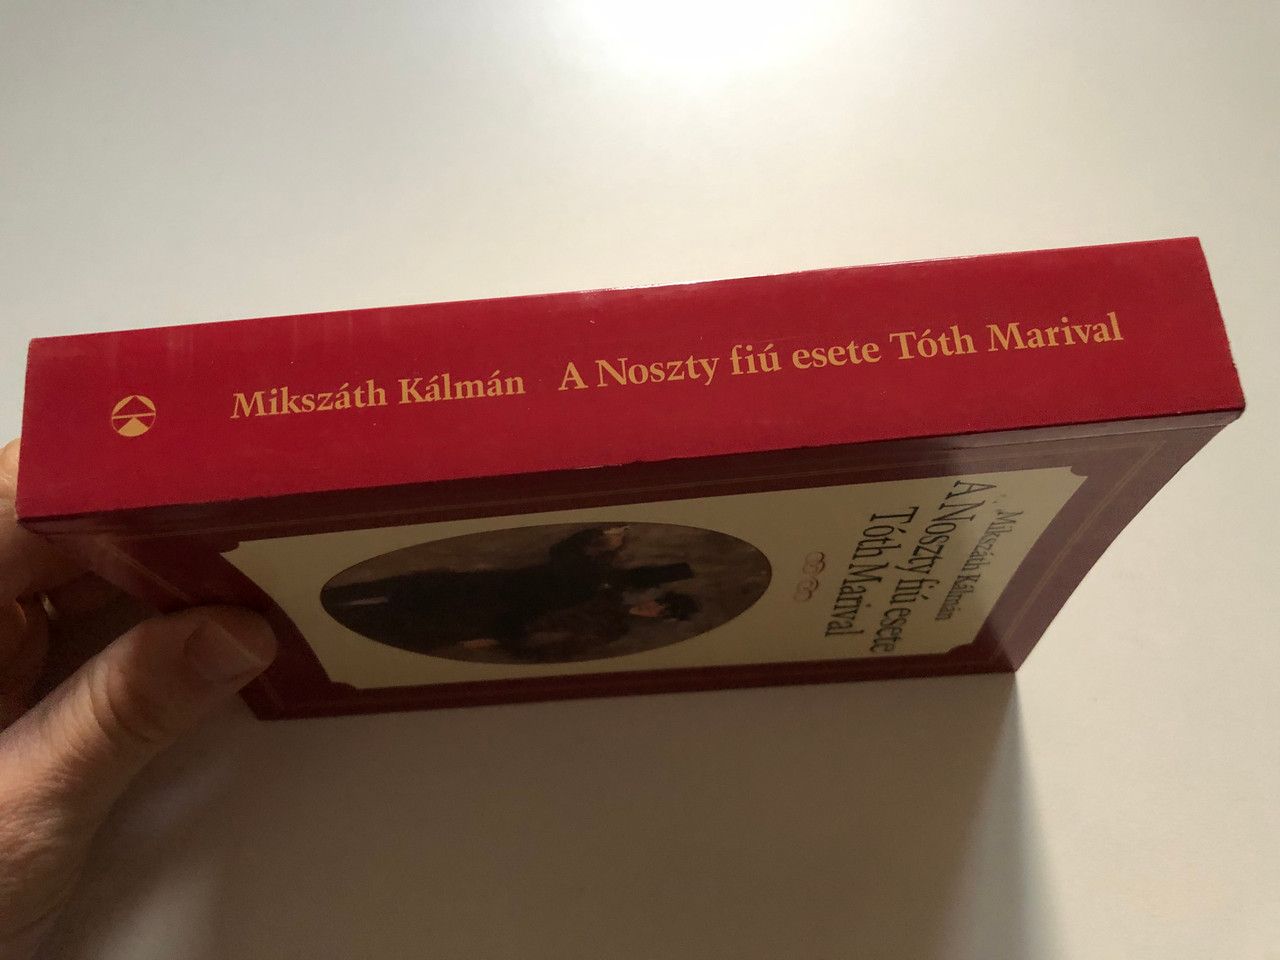 Mikszáth Kálmán A Noszty fiú esete Tóth Marival
Mikszáth Kálmán
A Noszty fiú esete
Tóth Marival